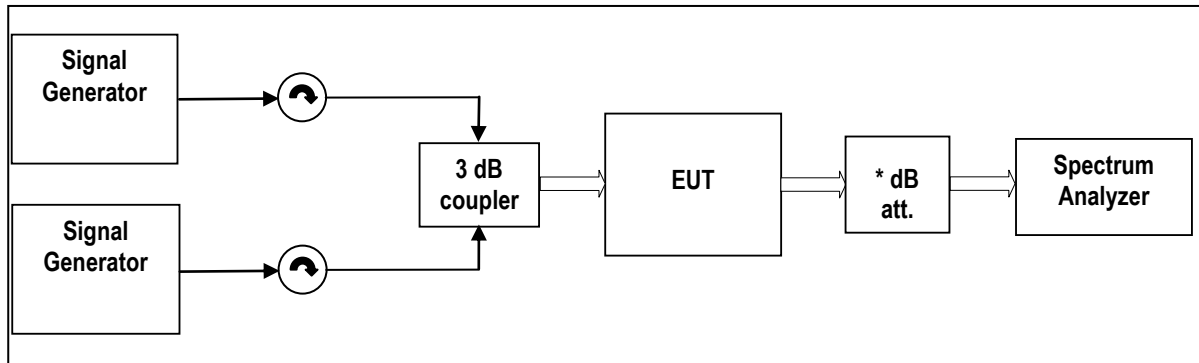 Signal
Generator
3 dB
coupler
EUT
* dB
att.
Spectrum
Analyzer
Signal
Generator